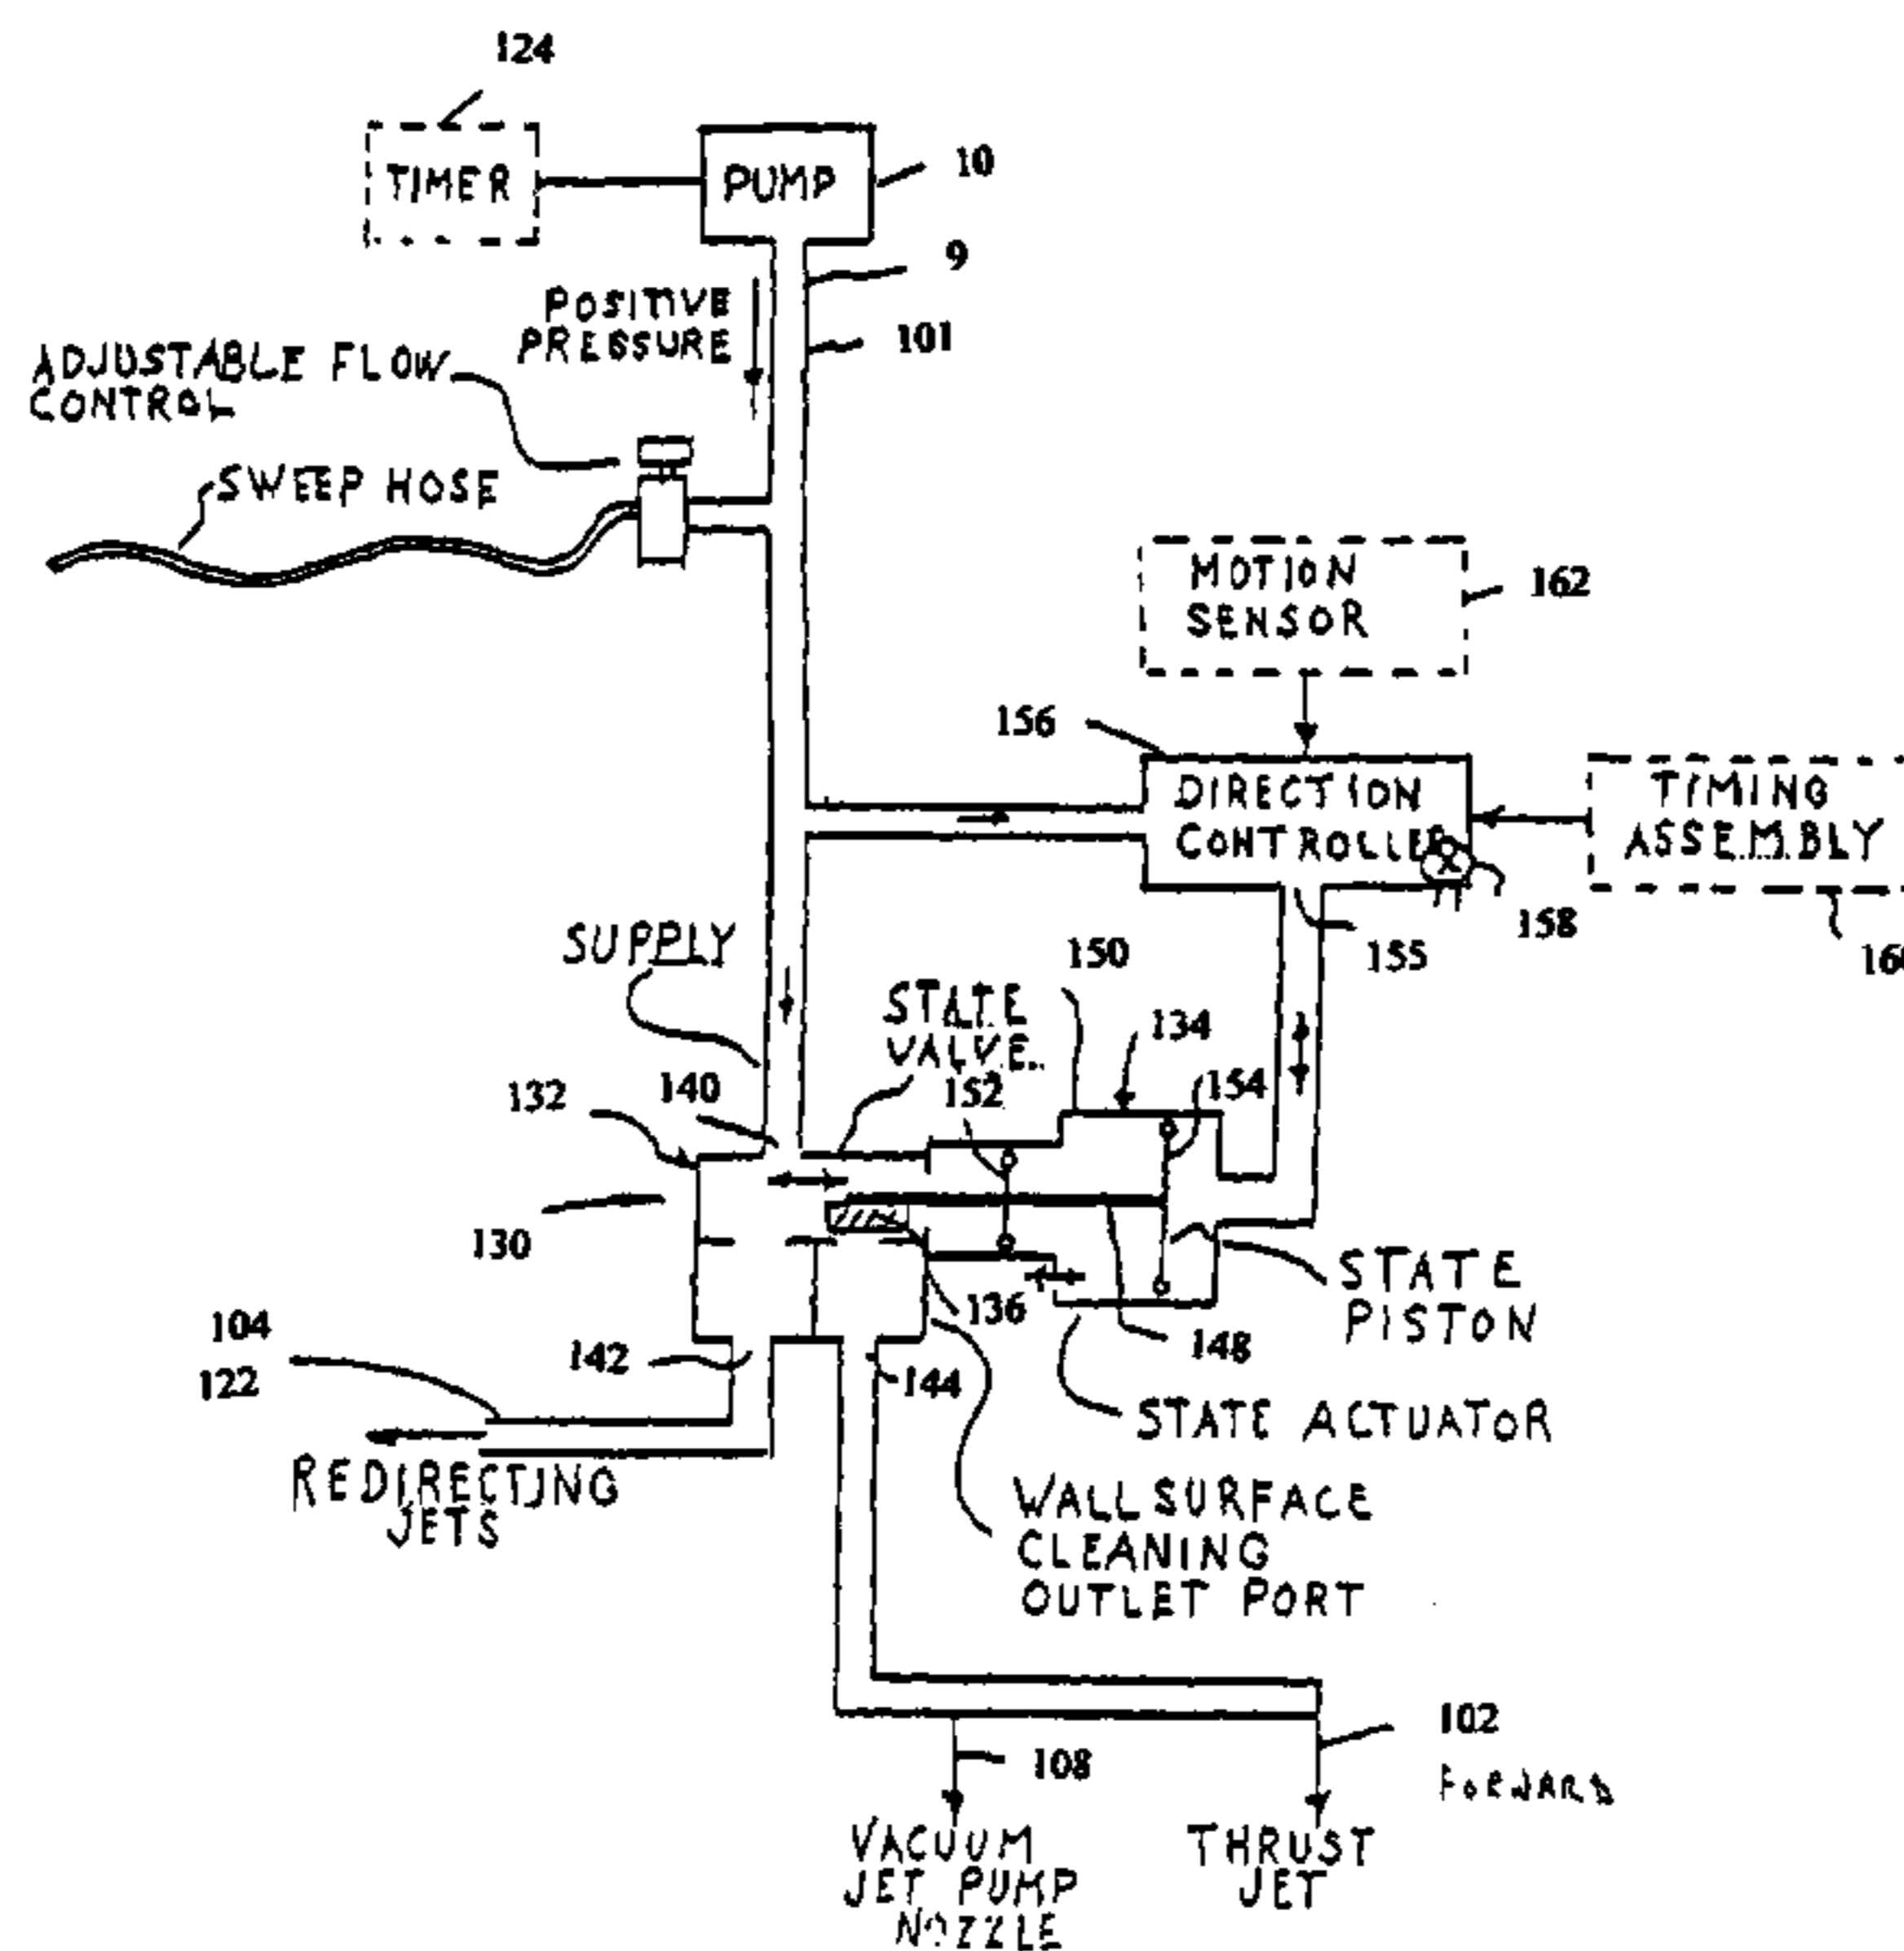 124
TIMER
PUMP
10
9
POSITIVE
PRESSURE
101
ADJUSTABLE FLOW
CONTROL
SWEEP HOSE
MOTION
SENSOR
162
156
DIRECTION
CONTROLLER
TIMING
ASSEMBLY
158
155
SUPPLY
150
STATE
VALVE
134
132
140
152
154
130
136
STATE
PISTON
104
122
142
144
148
STATE ACTUATOR
REDIRECTING
JETS
WALL SURFACE
CLEANING
OUTLET PORT
102
FORWARD
108
VACUUM
JET PUMP
NOZZLE
THRUST
JET